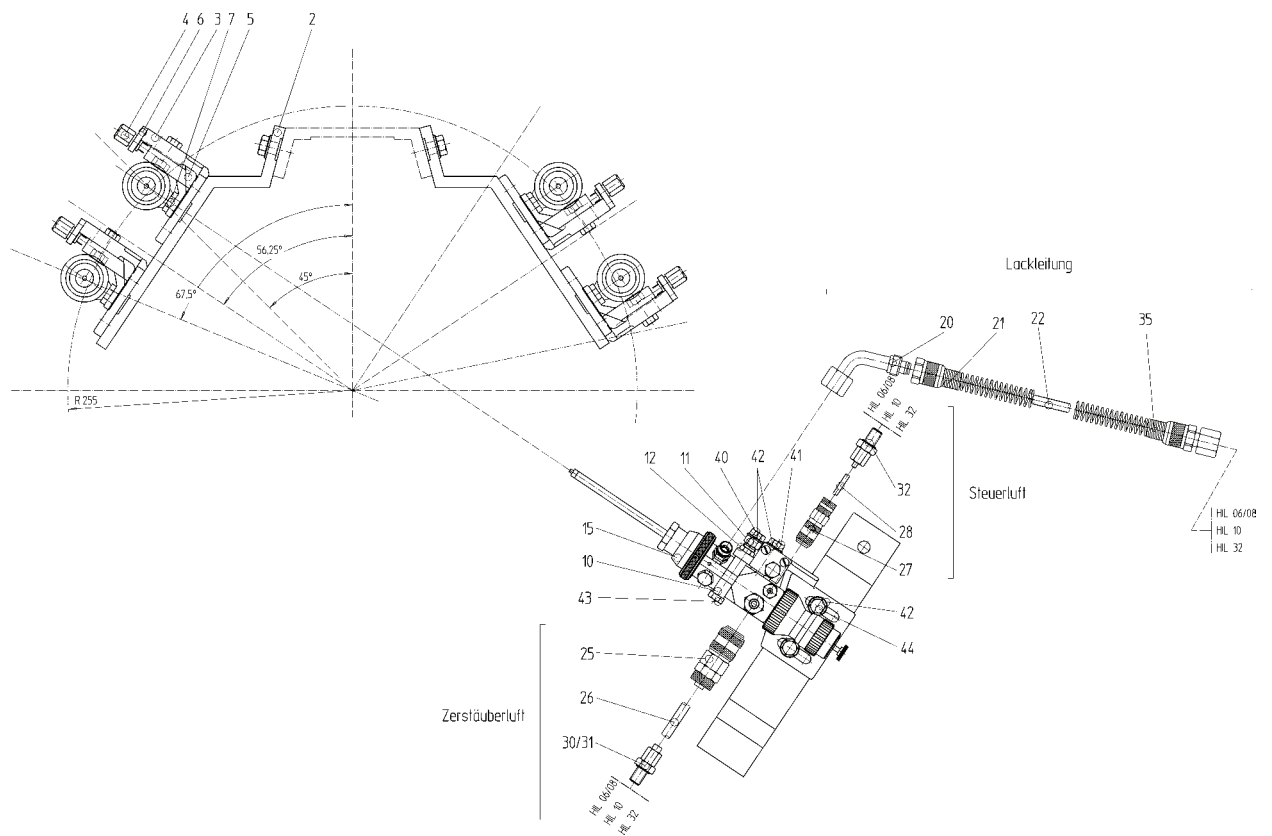 4 6 3 7 5 2
56,25°
45°
67,5°
R 255
Lackleitung
20 21 22 35
HIL 06/08
HIL 10
HIL 32
32
Steuerluft
28
27
HIL 06/08
HIL 10
HIL 32
12 11 40 42 41
15
10
43
42
44
25
26
Zerstäuberluft
30/31
HIL 06/08
HIL 10
HIL 32